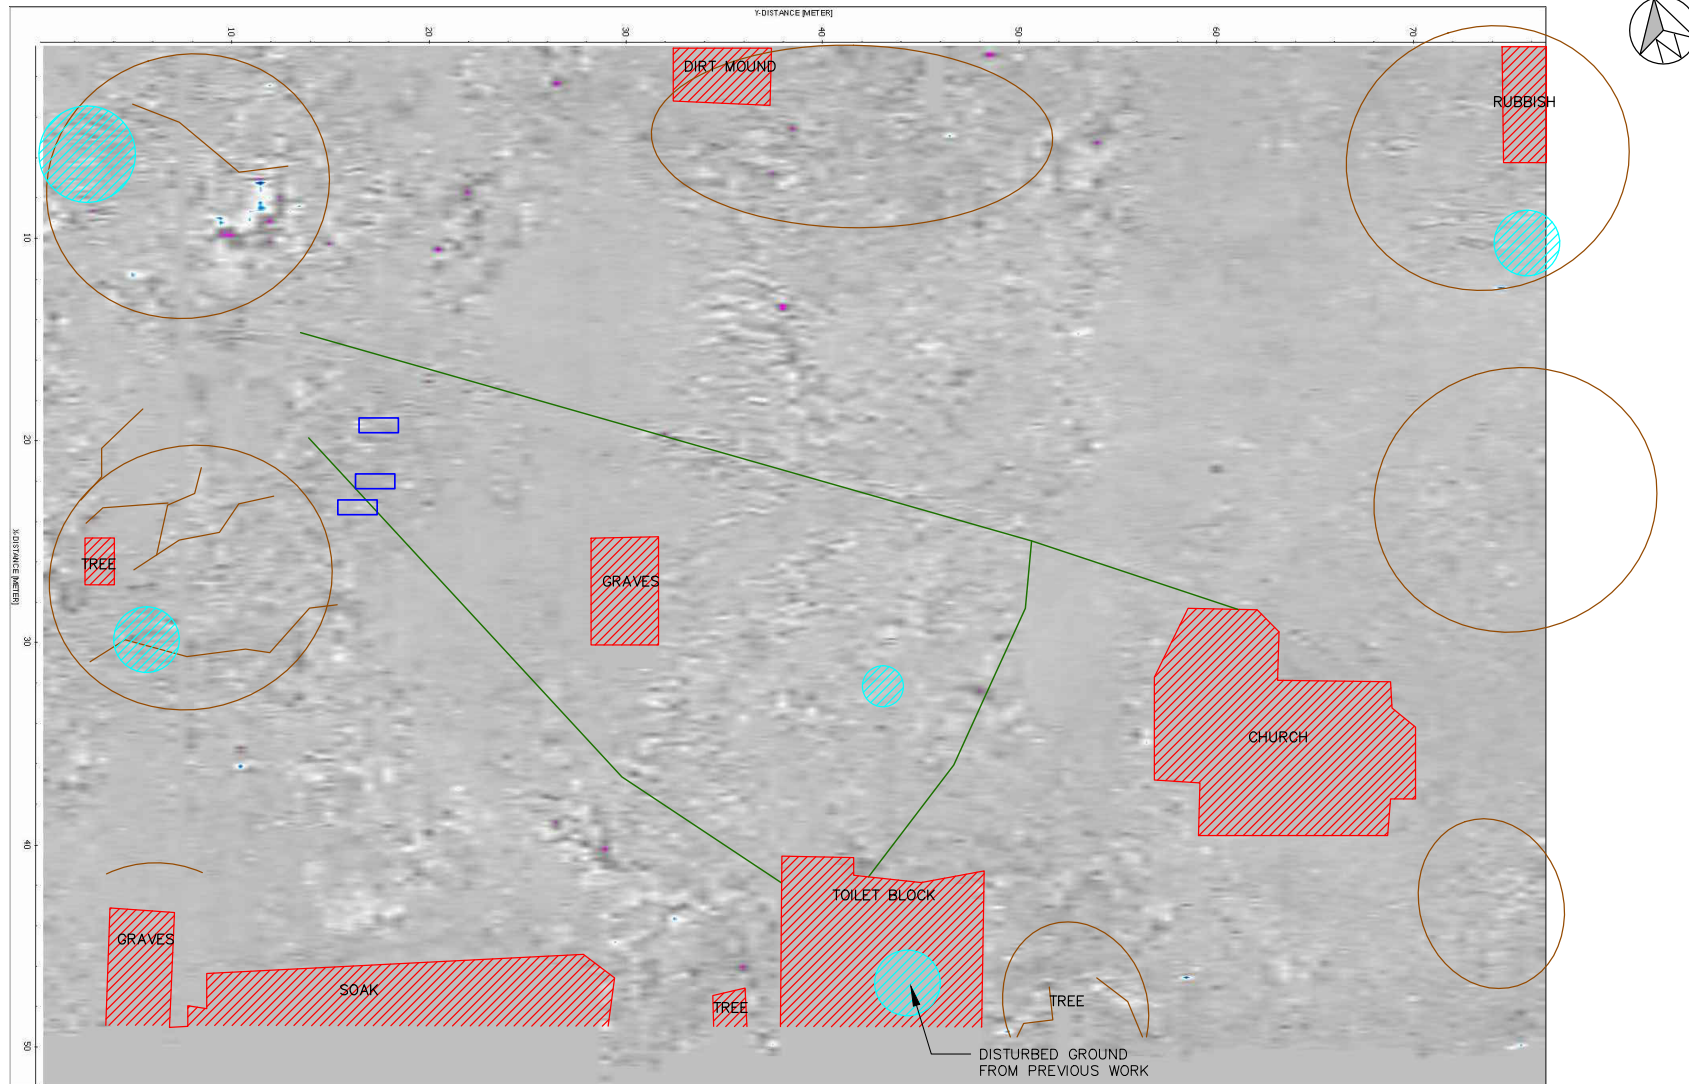 Y-DISTANCE [METER]
10 20 30 40 50 60 70
DIRT MOUND
RUBBISH
10
20
X-DISTANCE [METER]
TREE
GRAVES
30
CHURCH
40
TOILET BLOCK
GRAVES
SOAK
TREE
TREE
50
DISTURBED GROUND
FROM PREVIOUS WORK